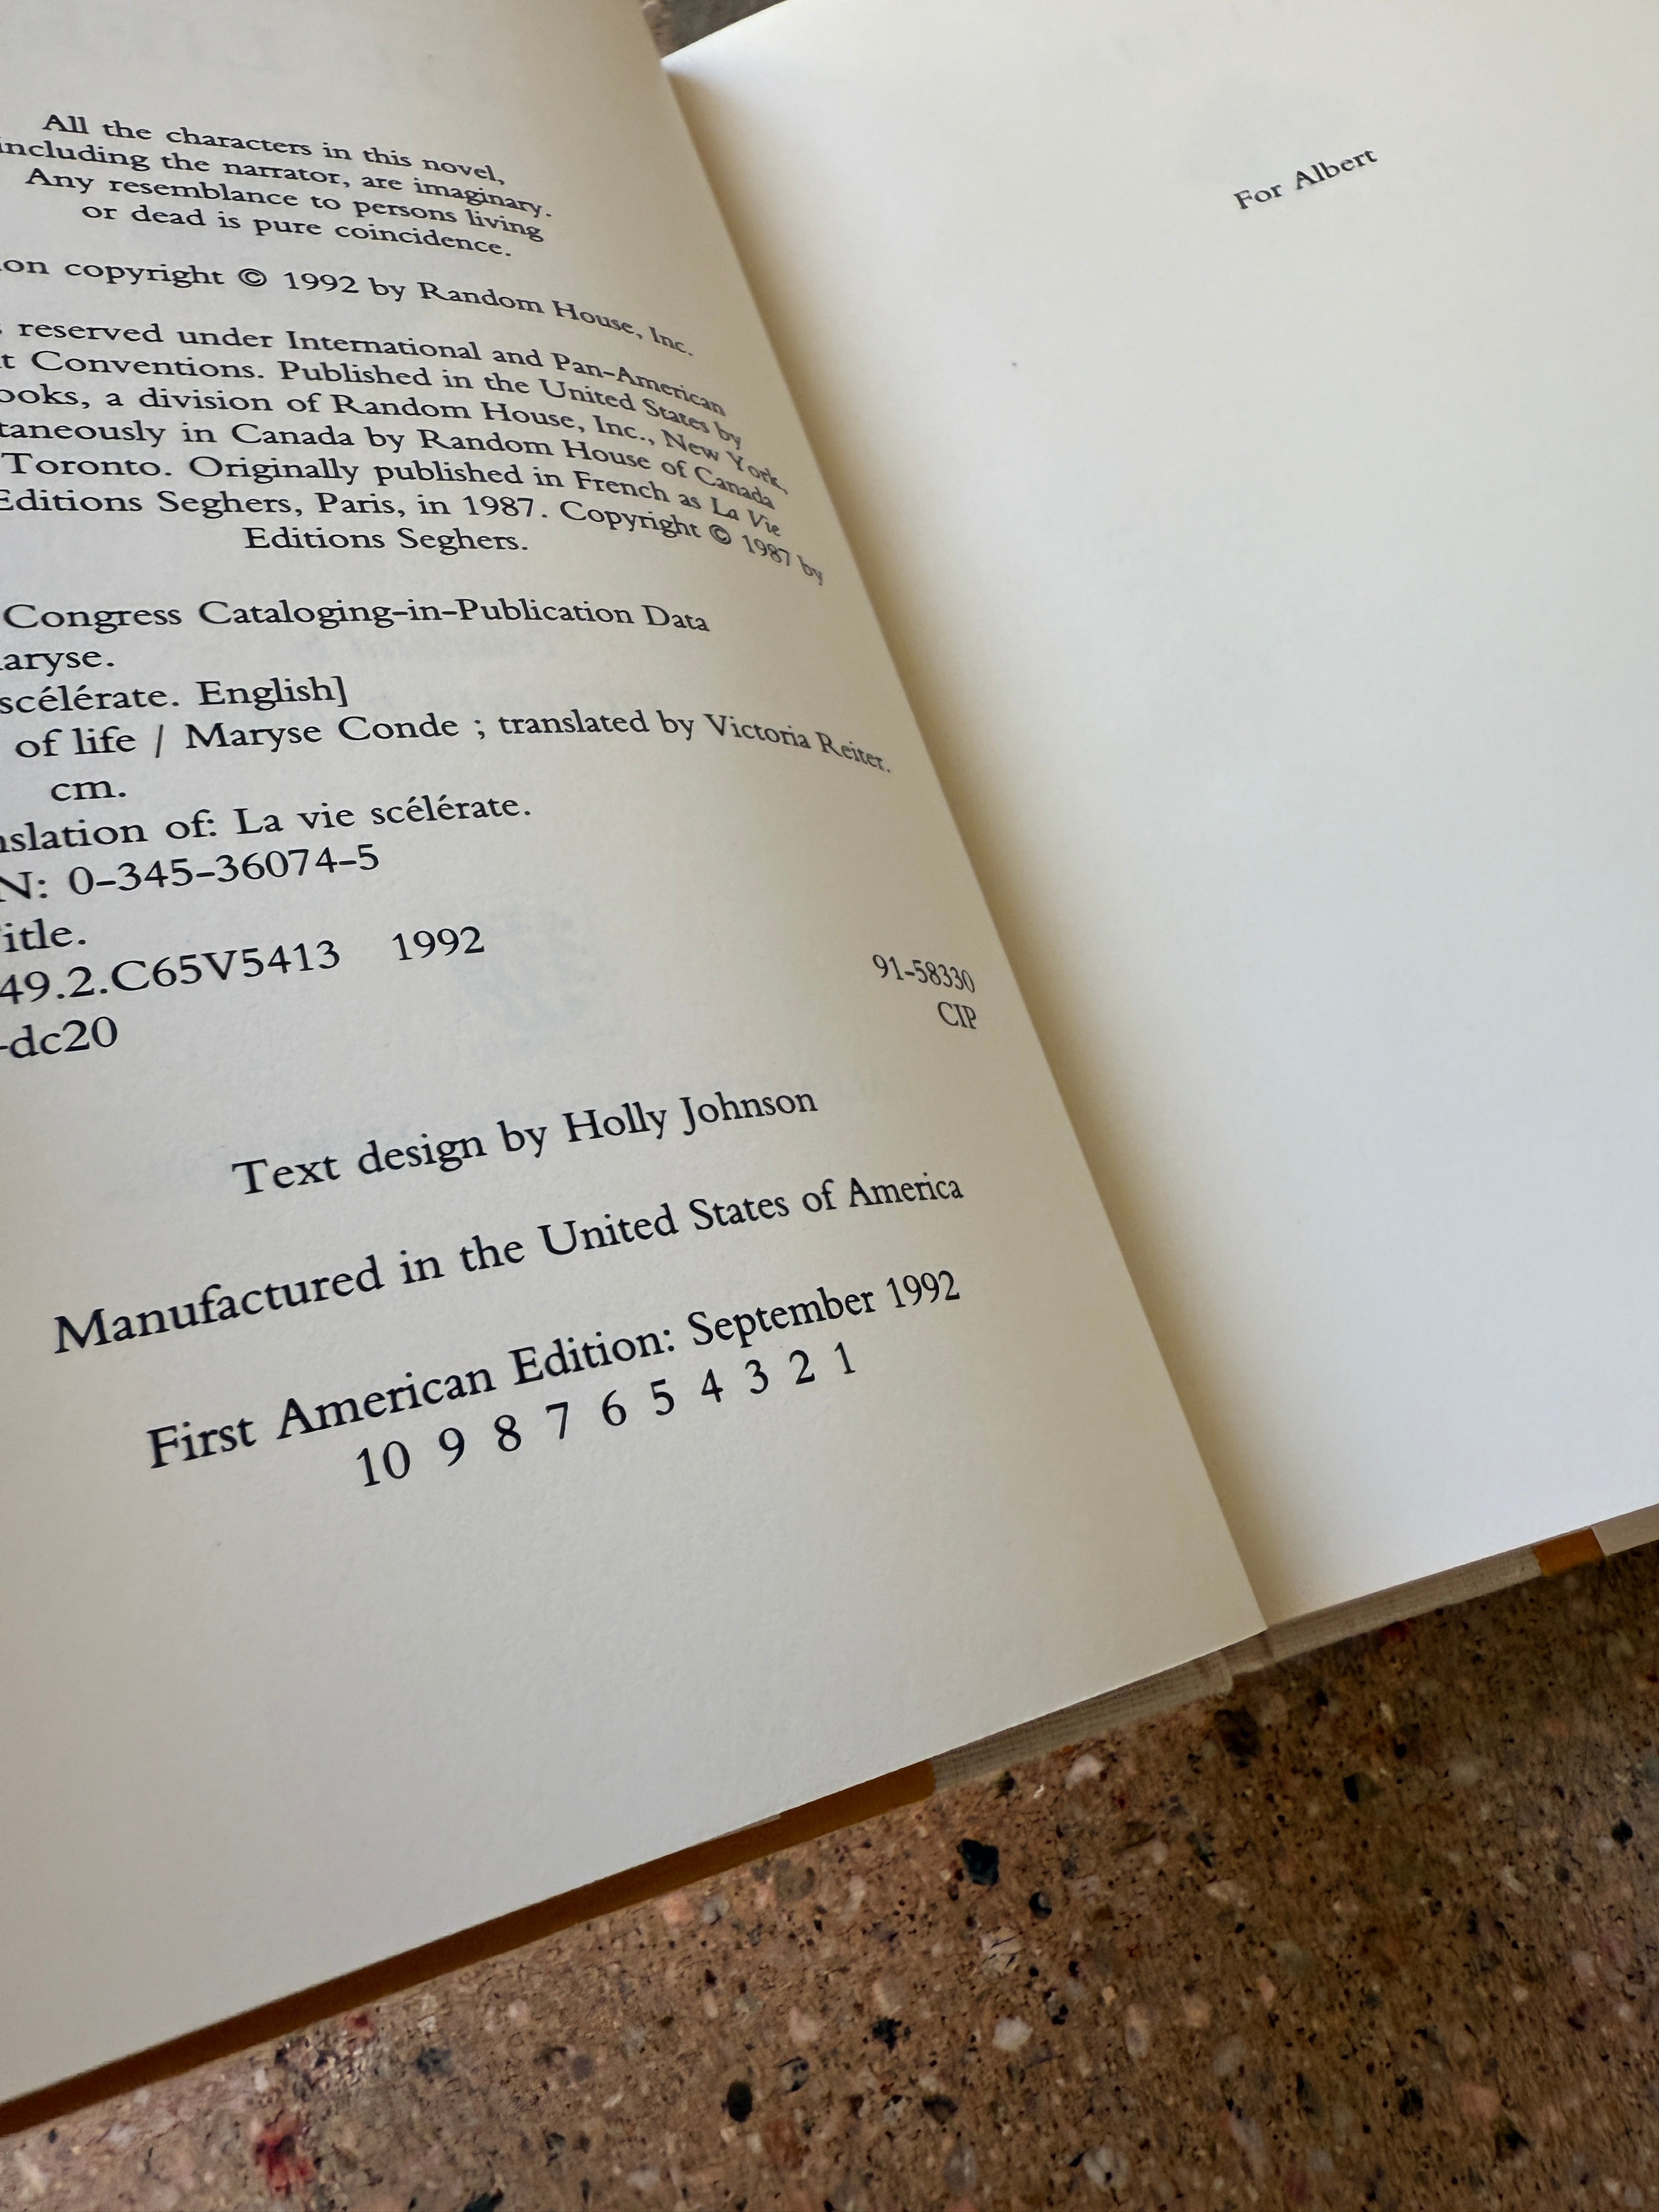 All the characters in this novel,
including the narrator, are imaginary.
Any resemblance to persons living
or dead is pure coincidence.
copyright © 1992 by Random House, Inc.
reserved under International and Pan-American
Conventions. Published in the United States by
a division of Random House, Inc., New York,
in Canada by Random House of Canada
Toronto. Originally published in French as La Vie
Editions Seghers, Paris, in 1987. Copyright © 1987 by
Editions Seghers.
Congress Cataloging-in-Publication Data
aryse.
scélérate. English]
of life / Maryse Conde ; translated by Victoria Reiter.
cm.
nslation of: La vie scélérate.
N: 0-345-36074-5
itle.
49.2.C65V5413 1992
91-58330
-dc20
CIP
Text design by Holly Johnson
Manufactured in the United States of America
First American Edition: September 1992
10 9 8 7 6 5 4 3 2 1
For Albert